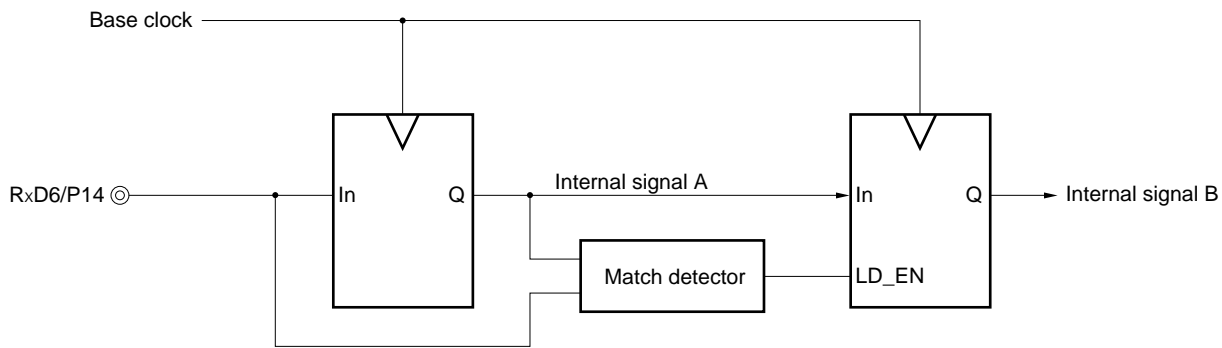 Base clock
RxD6/P14
In
Q
Internal signal A
In
Q
Internal signal B
Match detector
LD_EN